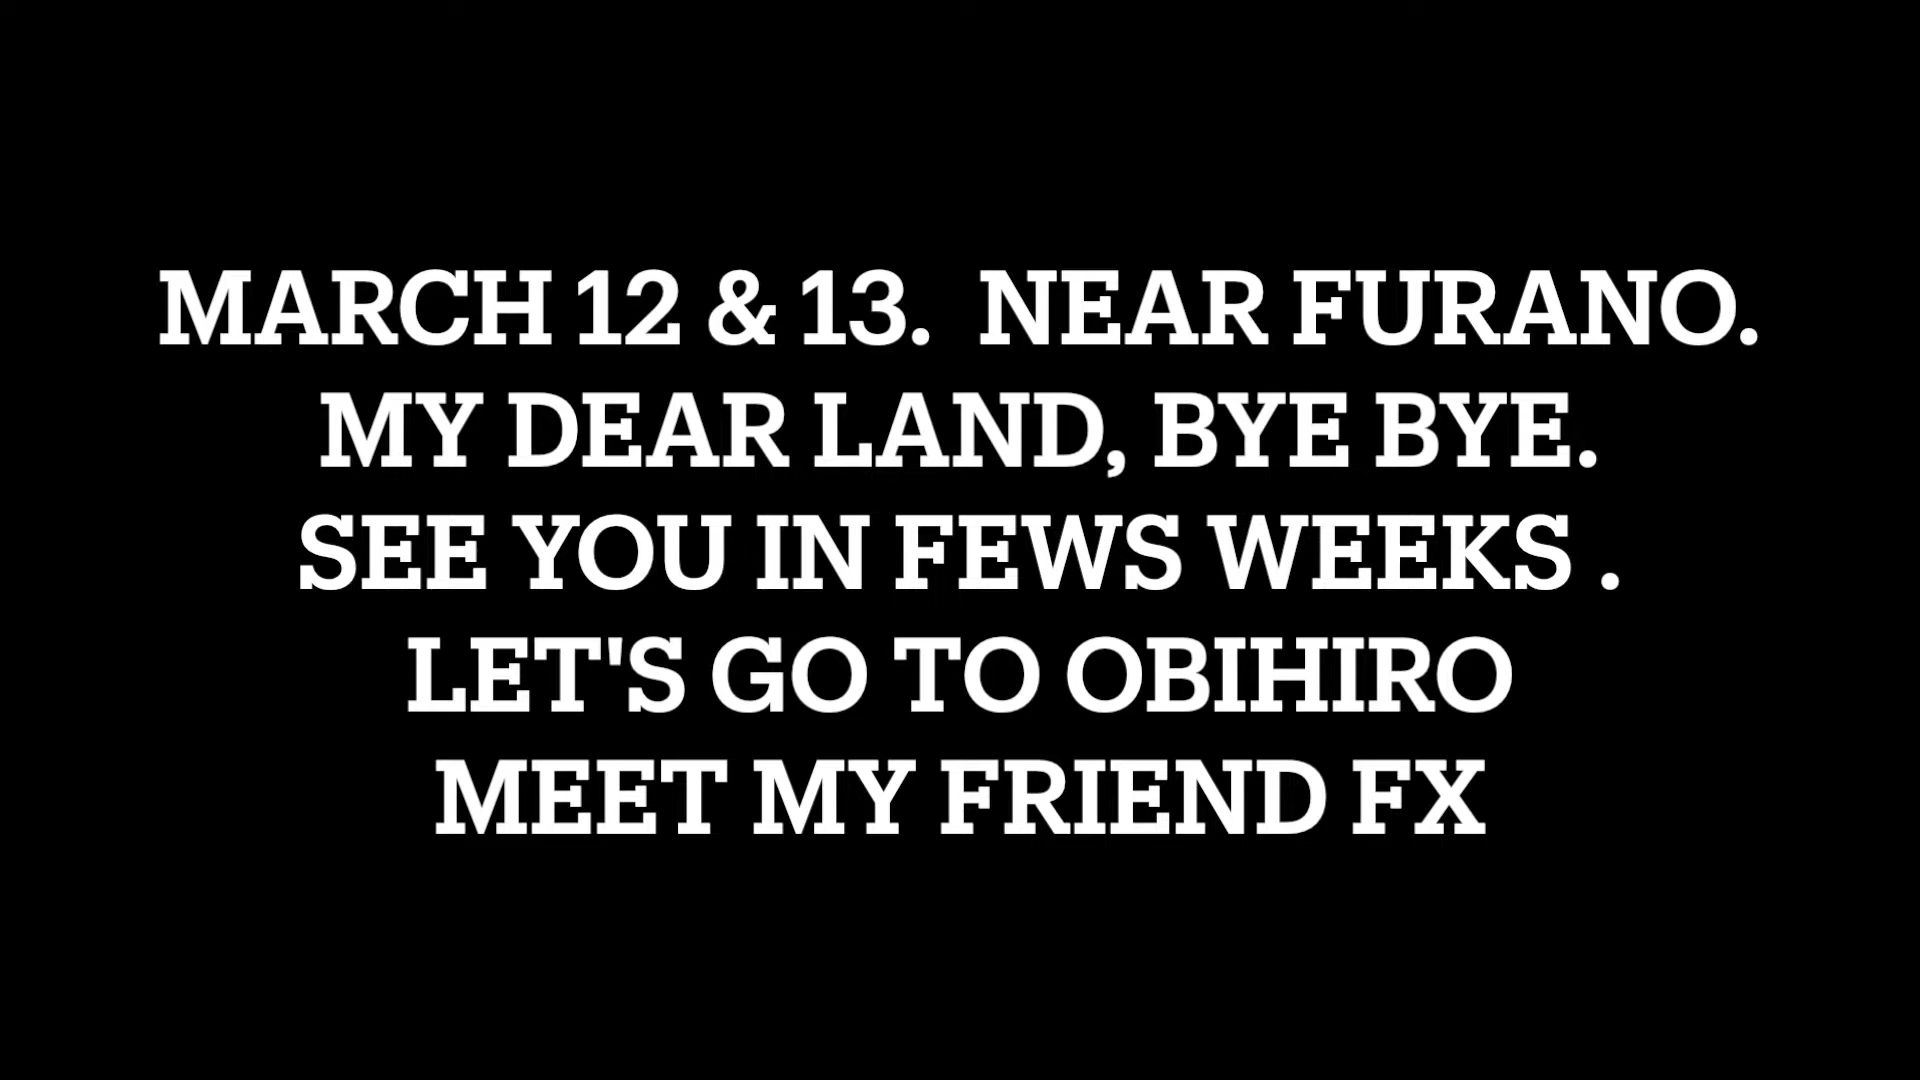 MARCH 12 & 13.  NEAR FURANO.
MY DEAR LAND, BYE BYE.
SEE YOU IN FEWS WEEKS .
LET'S GO TO OBIHIRO
MEET MY FRIEND FX